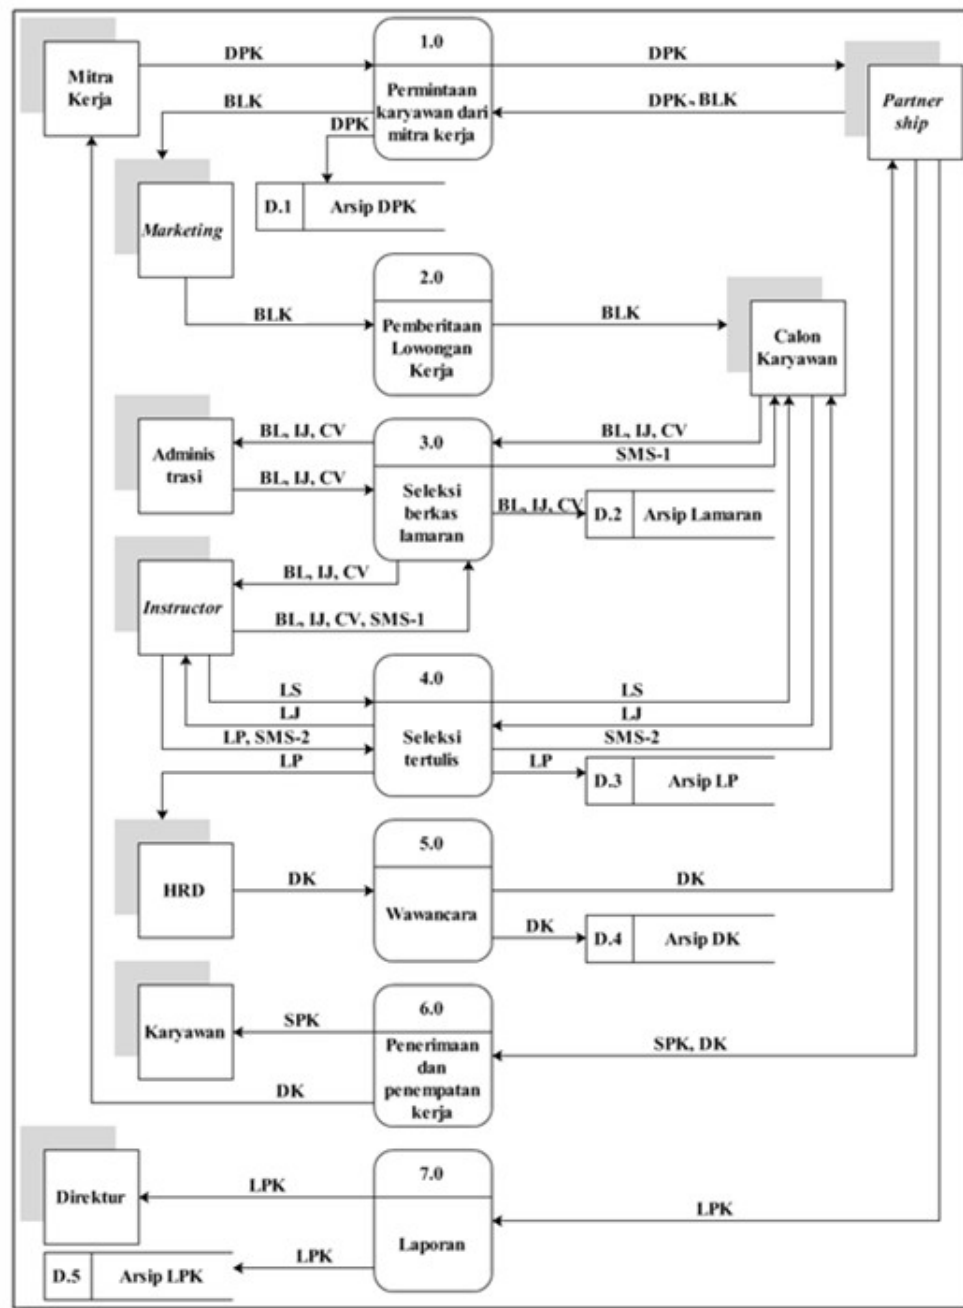 DPK
1.0
DPK
Mitra
Kerja
Permintaan
karyawan dari
mitra kerja
Partner
ship
BLK
DPK, BLK
DPK
D.1
Arsip DPK
Marketing
2.0
BLK
BLK
Pemberitaan
Lowongan
Kerja
Calon
Karyawan
Adminis
trasi
BL, IJ, CV
3.0
BL, IJ, CV
SMS-1
BL, IJ, CV
Seleksi
berkas
lamaran
BL, IJ, CV
D.2
Arsip Lamaran
Instructor
BL, IJ, CV
BL, IJ, CV, SMS-1
LS
4.0
LS
LJ
LJ
LP, SMS-2
Seleksi
tertulis
SMS-2
LP
LP
D.3
Arsip LP
5.0
HRD
DK
DK
Wawancara
DK
D.4
Arsip DK
Karyawan
SPK
6.0
Penerimaan
dan
penempatan
kerja
SPK, DK
DK
7.0
Direktur
LPK
LPK
Laporan
D.5
Arsip LPK
LPK